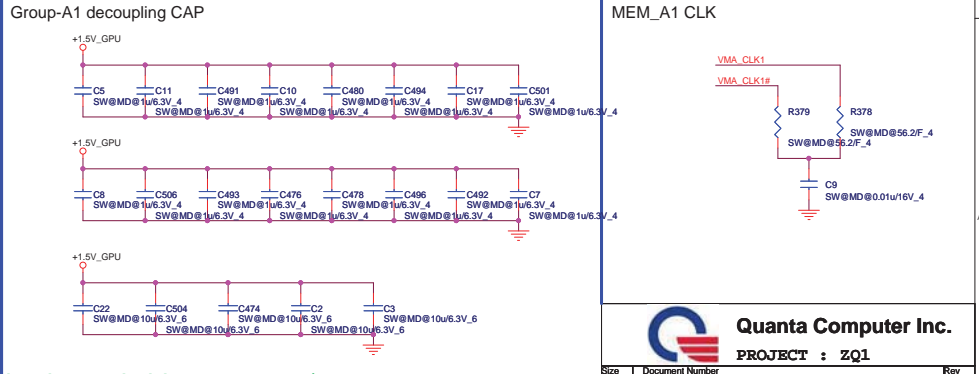 Group-A1 decoupling CAP
+1.5V_GPU
C5 C11 C491 C10 C480 C494 C17 C501
SW@MD@1u/6.3V_4 SW@MD@1u/6.3V_4 SW@MD@1u/6.3V_4 SW@MD@1u/6.3V_4
SW@MD@1u/6.3V_4 SW@MD@1u/6.3V_4 SW@MD@1u/6.3V_4 SW@MD@1u/6.3V_4
+1.5V_GPU
C8 C506 C493 C476 C478 C496 C492 C7
SW@MD@1u/6.3V_4 SW@MD@1u/6.3V_4 SW@MD@1u/6.3V_4 SW@MD@1u/6.3V_4
SW@MD@1u/6.3V_4 SW@MD@1u/6.3V_4 SW@MD@1u/6.3V_4 SW@MD@1u/6.3V_4
+1.5V_GPU
C22 C504 C474 C2 C3
SW@MD@10u/6.3V_6 SW@MD@10u/6.3V_6 SW@MD@10u/6.3V_6
SW@MD@10u/6.3V_6 SW@MD@10u/6.3V_6
MEM_A1 CLK
VMA_CLK1
VMA_CLK1#
R379 R378
SW@MD@56.2/F_4
SW@MD@56.2/F_4
C9
SW@MD@0.01u/16V_4
Quanta Computer Inc.
PROJECT : ZQ1
Size Document Number Rev